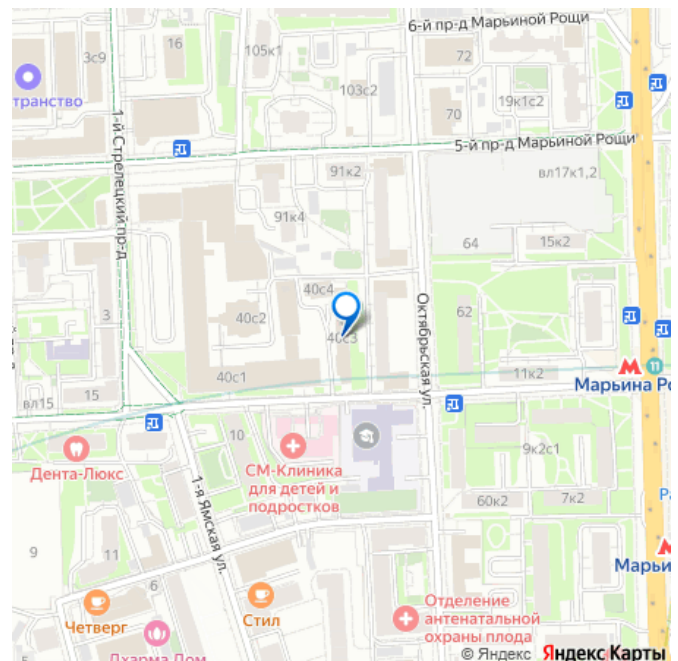 6-й пр-д Марьиной Рощи
16
105к1
72
3с9
103с2
транство
70
19к1с2
1-й Стрелецкий пр-д
5-й пр-д Марьиной Рощи
91к2
вл17к1,2
91к4
64
15к2
40с4
Октябрьская ул.
3
40с2
62
40с3
11
40с1
11к2
Марьина Ро
15
вл15
10
9к2с1
Дента-Люкс
СМ-Клиника
для детей и
подростков
1-я Ямская ул.
60к2
7к2
9
11
Марьи
6
Четверг
Стил
Отделение
антенатальной
охраны плода
Дхарма Дом
© Яндекс Яндекс Карты